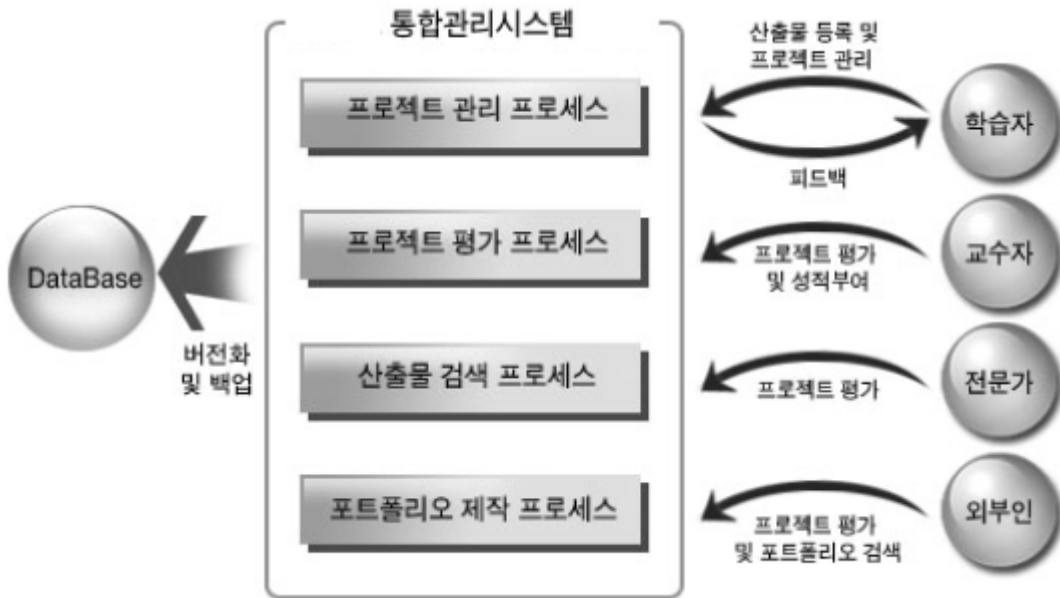 통합관리시스템
산출물 등록 및
프로젝트 관리
프로젝트 관리 프로세스
학습자
피드백
프로젝트 평가 프로세스
프로젝트 평가
및 성적부여
교수자
DataBase
버전화
및 백업
산출물 검색 프로세스
프로젝트 평가
전문가
포트폴리오 제작 프로세스
프로젝트 평가
및 포트폴리오 검색
외부인